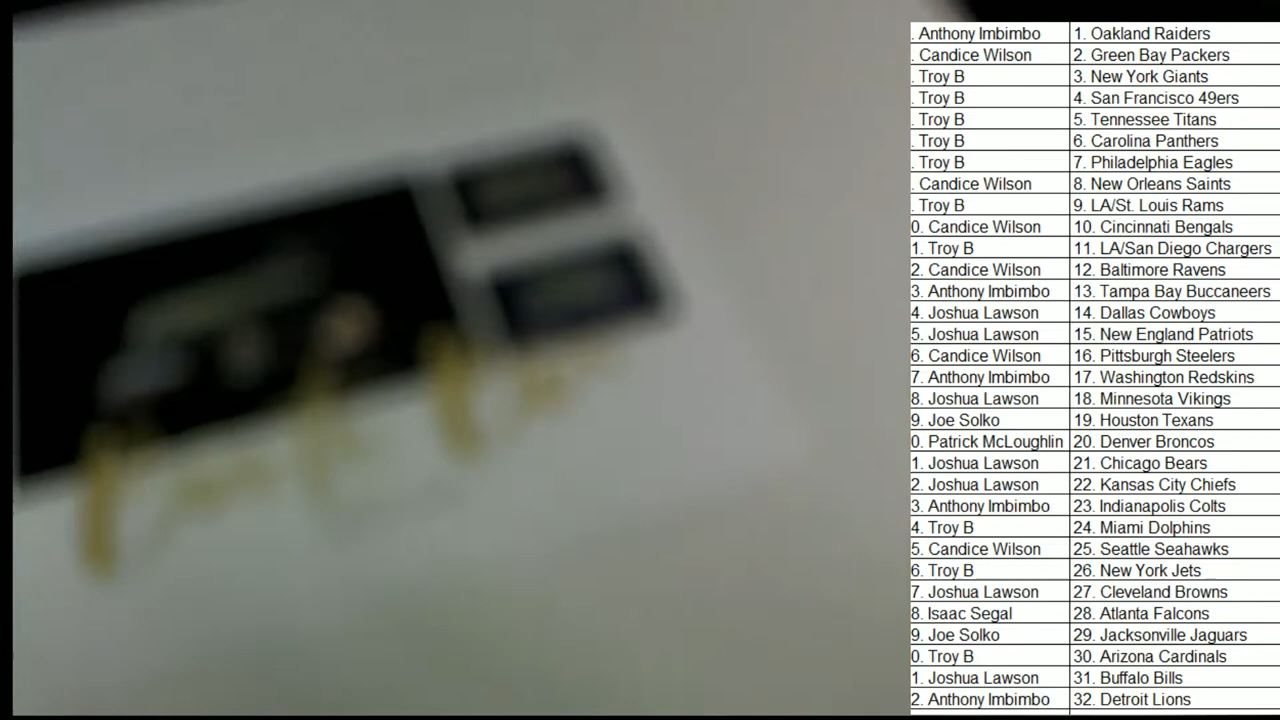 . Anthony Imbimbo 1. Oakland Raiders
. Candice Wilson 2. Green Bay Packers
. Troy B 3. New York Giants
. Troy B 4. San Francisco 49ers
. Troy B 5. Tennessee Titans
. Troy B 6. Carolina Panthers
. Troy B 7. Philadelphia Eagles
. Candice Wilson 8. New Orleans Saints
. Troy B 9. LA/St. Louis Rams
0. Candice Wilson 10. Cincinnati Bengals
1. Troy B 11. LA/San Diego Chargers
2. Candice Wilson 12. Baltimore Ravens
3. Anthony Imbimbo 13. Tampa Bay Buccaneers
4. Joshua Lawson 14. Dallas Cowboys
5. Joshua Lawson 15. New England Patriots
6. Candice Wilson 16. Pittsburgh Steelers
7. Anthony Imbimbo 17. Washington Redskins
8. Joshua Lawson 18. Minnesota Vikings
9. Joe Solko 19. Houston Texans
0. Patrick McLoughlin 20. Denver Broncos
1. Joshua Lawson 21. Chicago Bears
2. Joshua Lawson 22. Kansas City Chiefs
3. Anthony Imbimbo 23. Indianapolis Colts
4. Troy B 24. Miami Dolphins
5. Candice Wilson 25. Seattle Seahawks
6. Troy B 26. New York Jets
7. Joshua Lawson 27. Cleveland Browns
8. Isaac Segal 28. Atlanta Falcons
9. Joe Solko 29. Jacksonville Jaguars
0. Troy B 30. Arizona Cardinals
1. Joshua Lawson 31. Buffalo Bills
2. Anthony Imbimbo 32. Detroit Lions